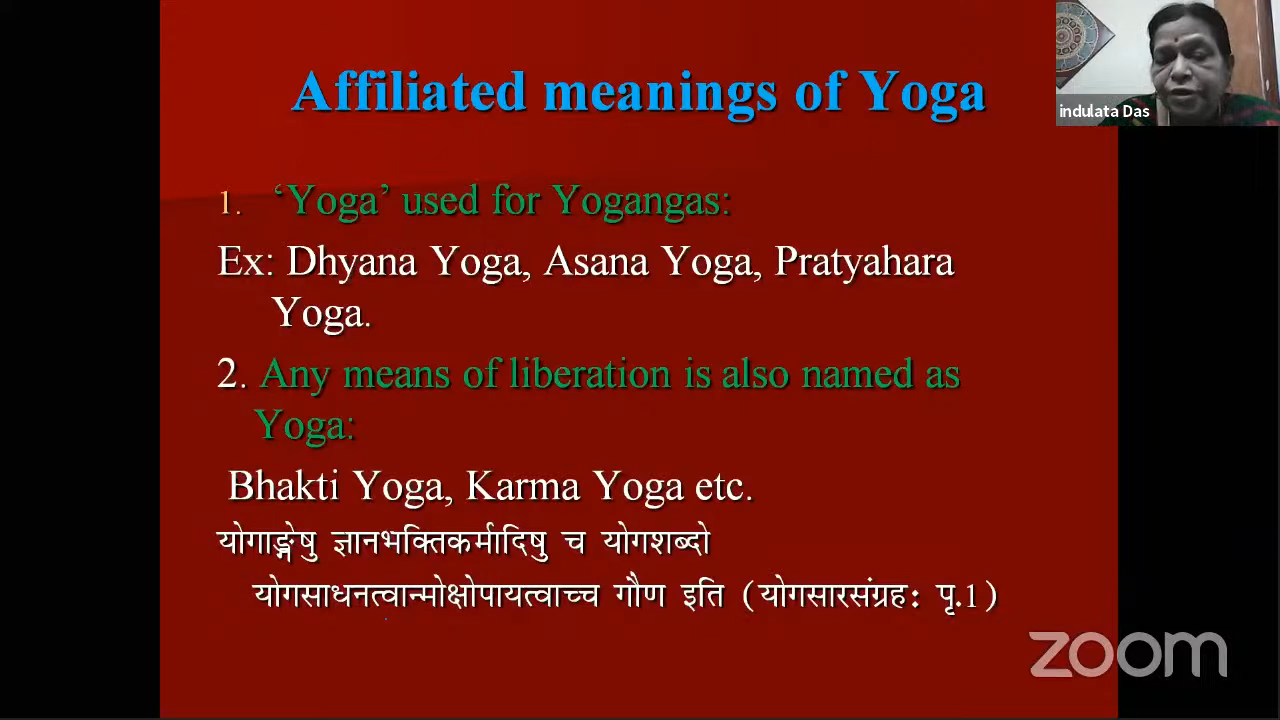 Affiliated meanings of Yoga
indulata Das
1. ‘Yoga’ used for Yogangas:
Ex: Dhyana Yoga, Asana Yoga, Pratyahara
Yoga.
2. Any means of liberation is also named as
Yoga:
Bhakti Yoga, Karma Yoga etc.
योगाङ्गेषु ज्ञानभक्तिकर्मादिषु च योगशब्दो
योगसाधनत्वान्मोक्षोपायत्वाच्च गौण इति (योगसारसंग्रहः पृ.1)
zoom